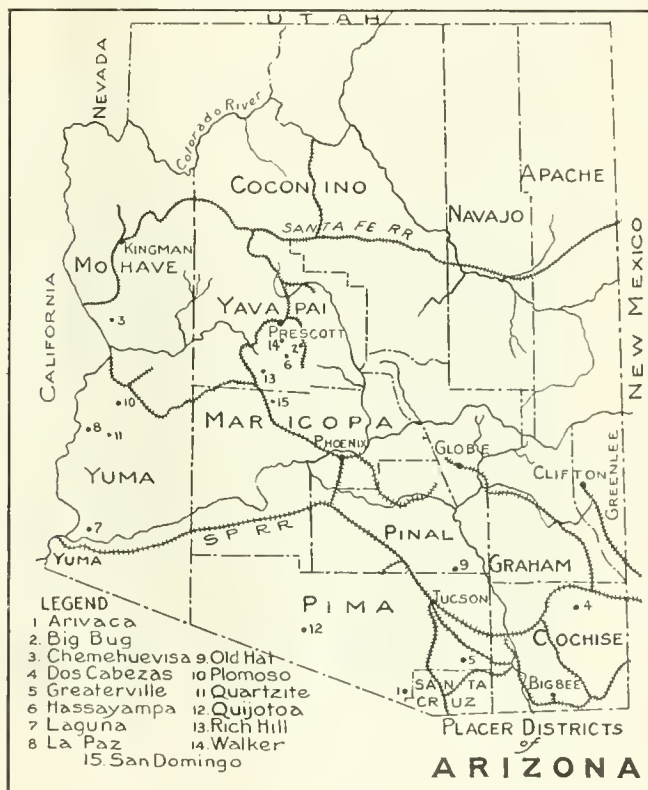 UTAH
NEVADA
Colorado River
COCONINO
APACHE
NAVAJO
SANTA FE RR
KINGMAN
MOHAVE
NEW MEXICO
CALIFORNIA
3
YAVAPAI
PRESCOTT
14
2
6
13
15
10
8
11
MARICOPA
PHOENIX
GLOBE
CLIFTON
GREENLEE
YUMA
7
S P RR
YUMA
PINAL
9
GRAHAM
PIMA
TUCSON
12
4
COCHISE
5
1
SANTA
CRUZ
BIGBEE
LEGEND
1 Arivaca
2. Big Bug
3. Chemehuevisa 9. Old Hat
4 Dos Cabezas 10 Plomoso
5 Greaterville 11 Quartzite
6 Hassayampa 12. Quijotoa
7 Laguna 13. Rich Hill
8 La Paz 14. Walker
15. San Domingo
PLACER DISTRICTS
of
ARIZONA